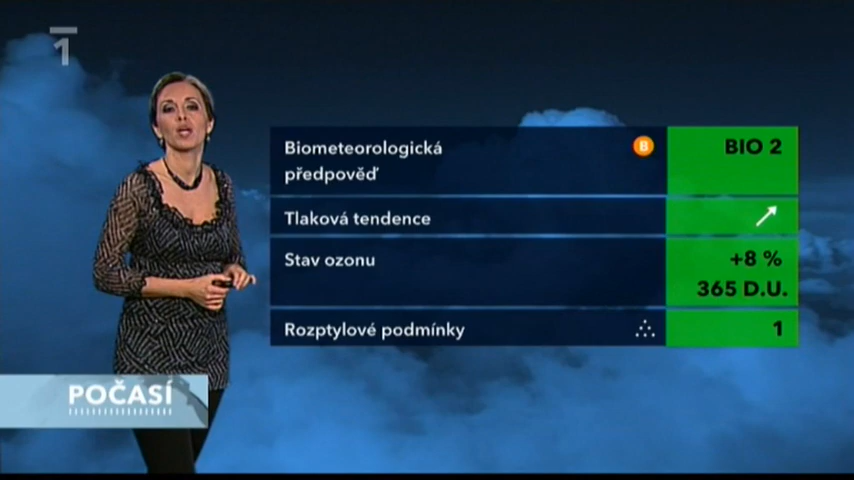 1
Biometeorologická
předpověď
B
BIO 2
Tlaková tendence
Stav ozonu
+8 %
365 D.U.
Rozptylové podmínky
1
POČASÍ